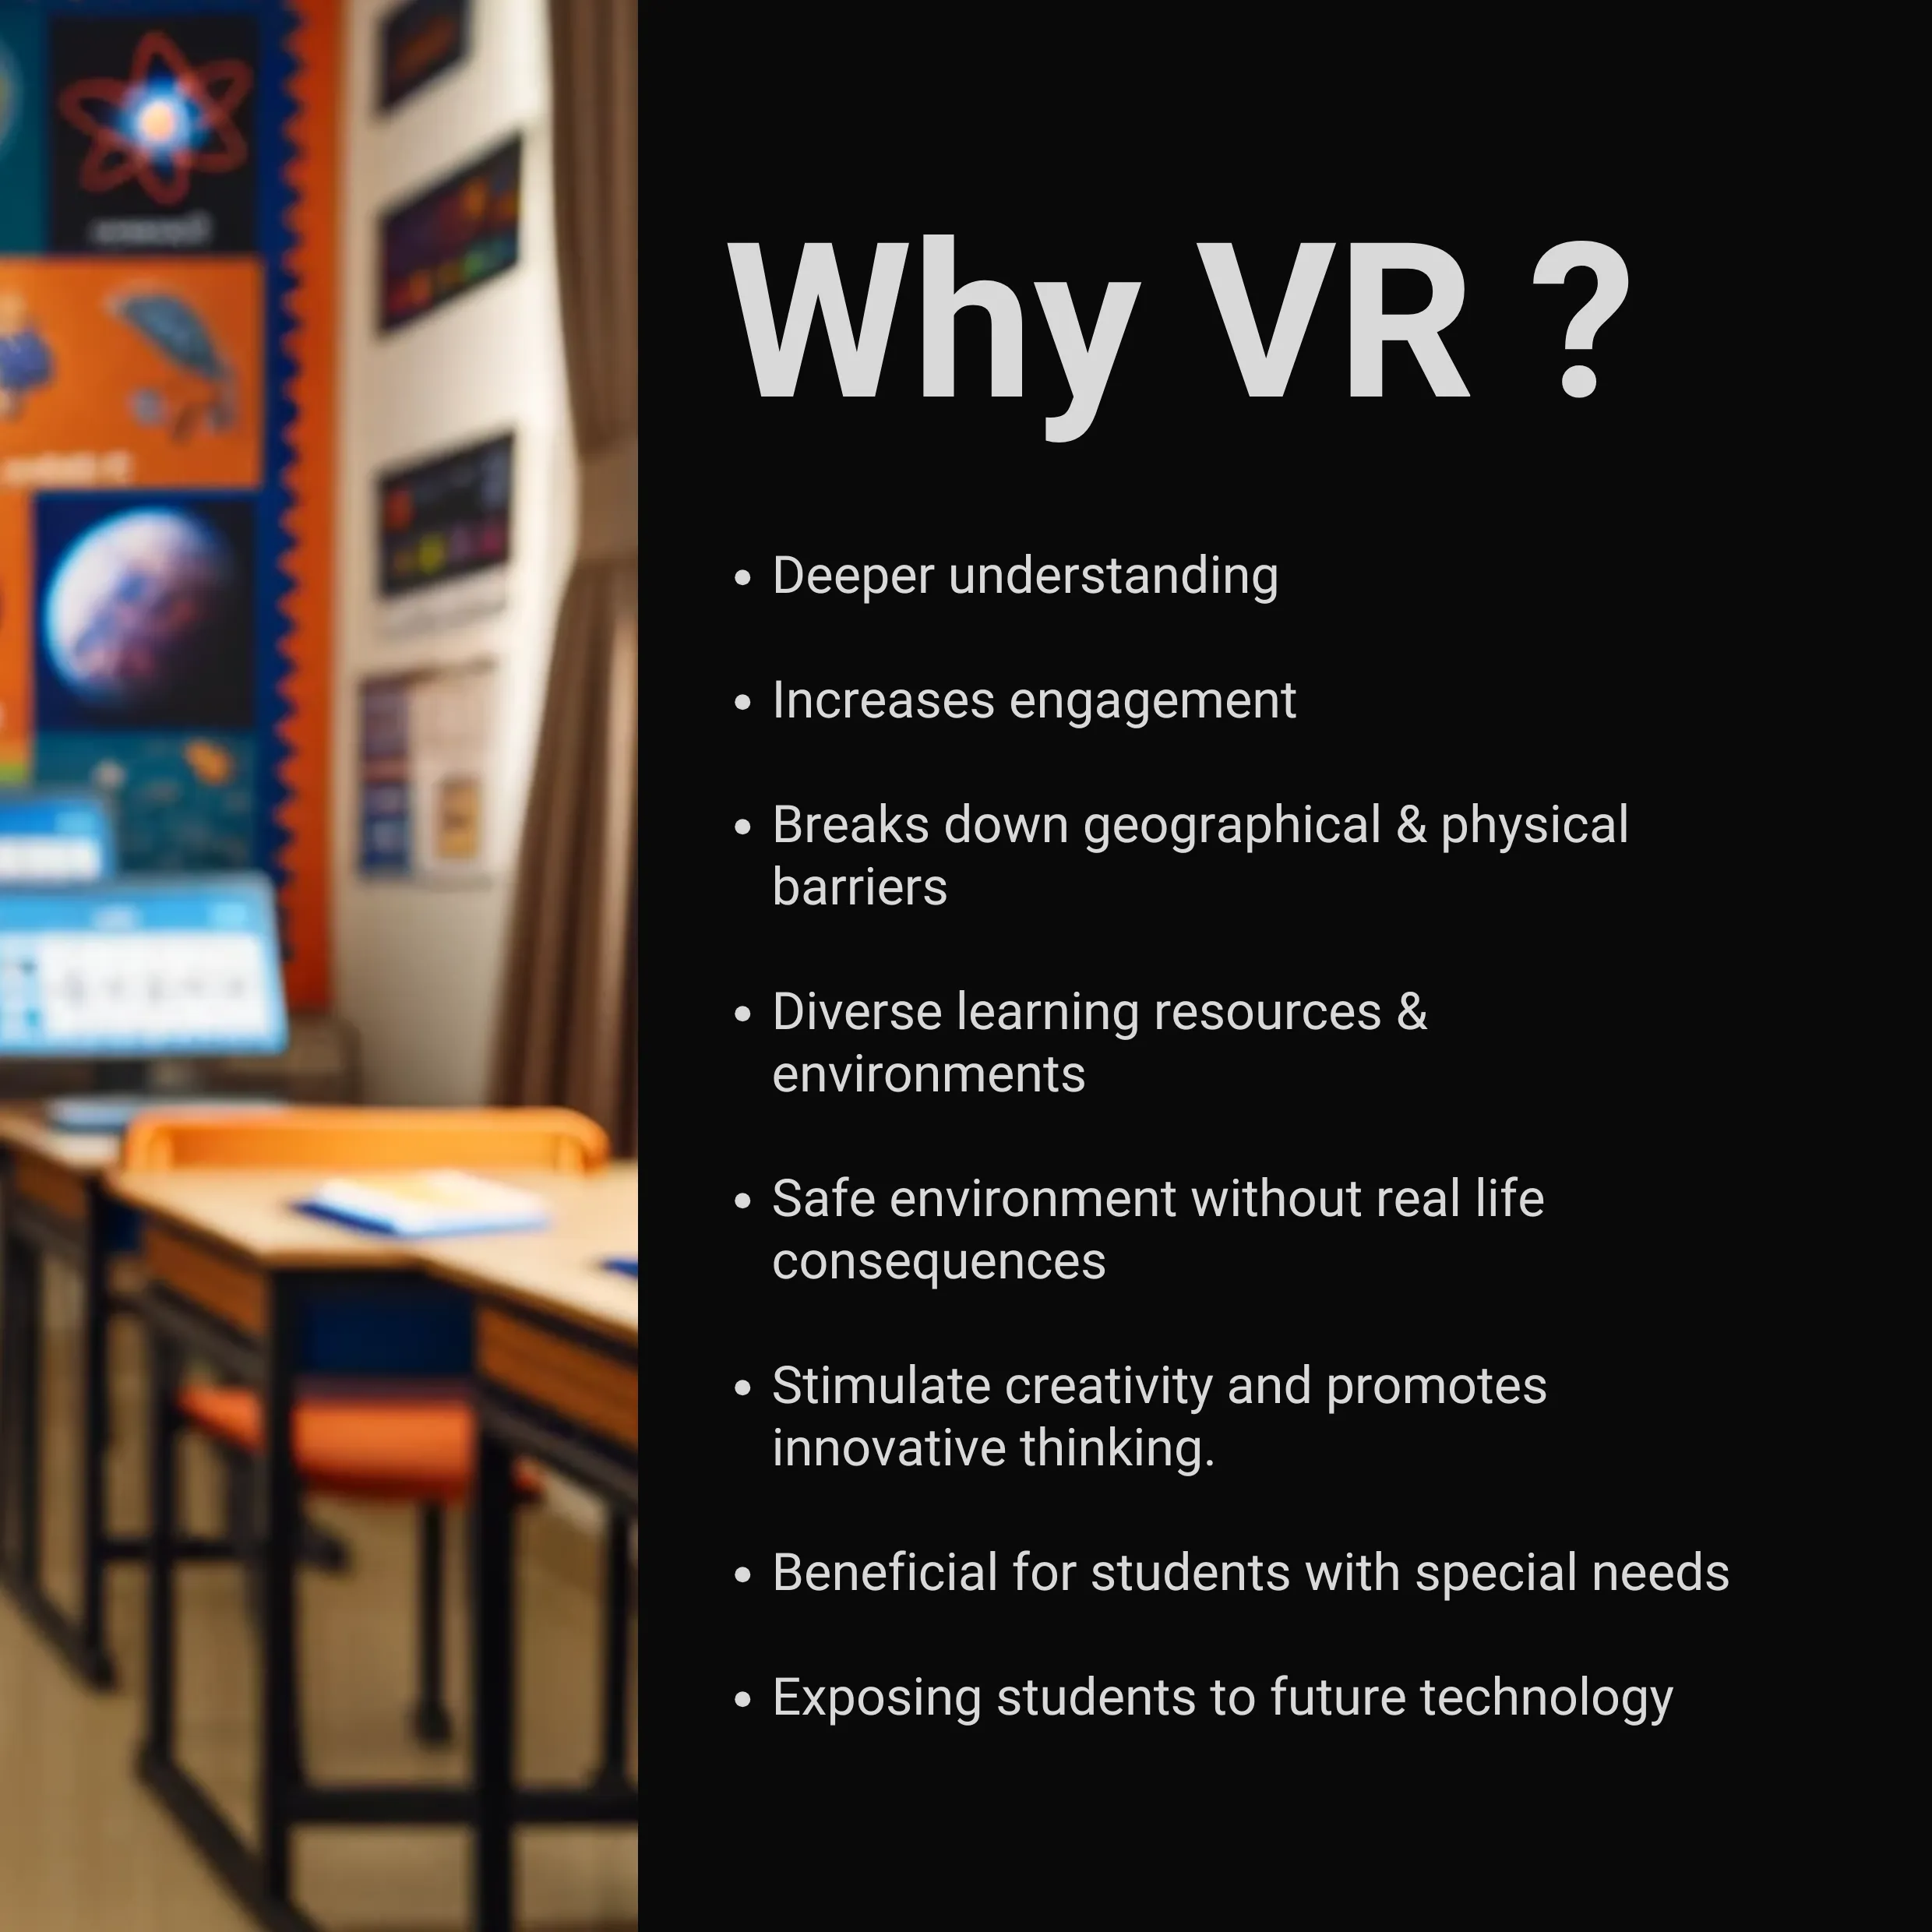 Why VR ?
• Deeper understanding
• Increases engagement
• Breaks down geographical & physical
barriers
• Diverse learning resources &
environments
• Safe environment without real life
consequences
• Stimulate creativity and promotes
innovative thinking.
• Beneficial for students with special needs
• Exposing students to future technology